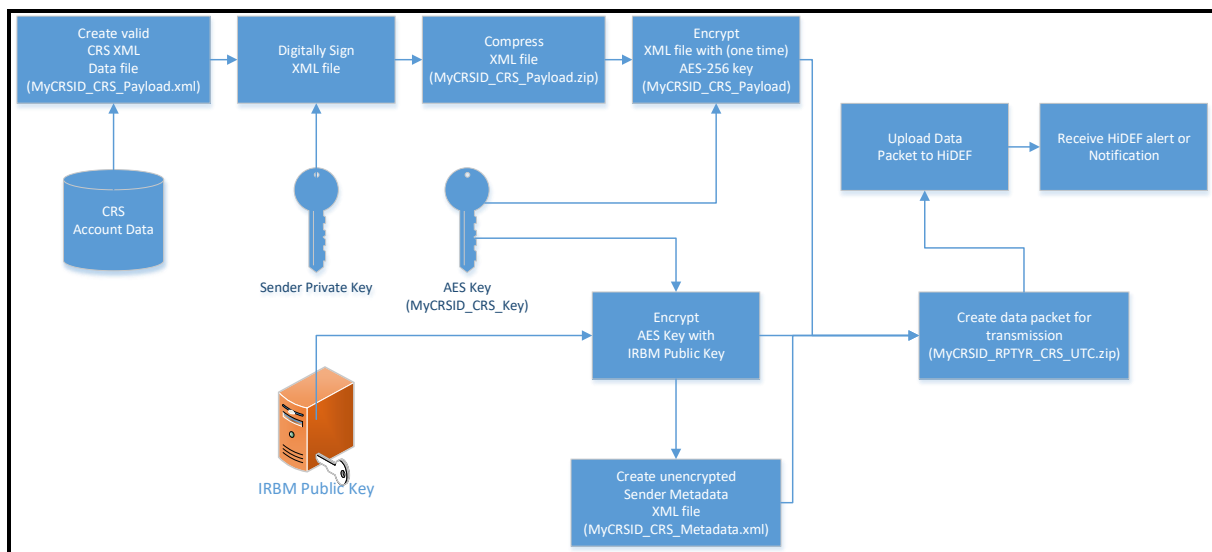 Create valid
CRS XML
Data file
(MyCRSID_CRS_Payload.xml)
Digitally Sign
XML file
Compress
XML file
(MyCRSID_CRS_Payload.zip)
Encrypt
XML file with (one time)
AES-256 key
(MyCRSID_CRS_Payload)
Upload Data
Packet to HiDEF
Receive HiDEF alert or
Notification
CRS
Account Data
Sender Private Key
AES Key
(MyCRSID_CRS_Key)
Encrypt
AES Key with
IRBM Public Key
Create data packet for
transmission
(MyCRSID_RPTYR_CRS_UTC.zip)
IRBM Public Key
Create unencrypted
Sender Metadata
XML file
(MyCRSID_CRS_Metadata.xml)